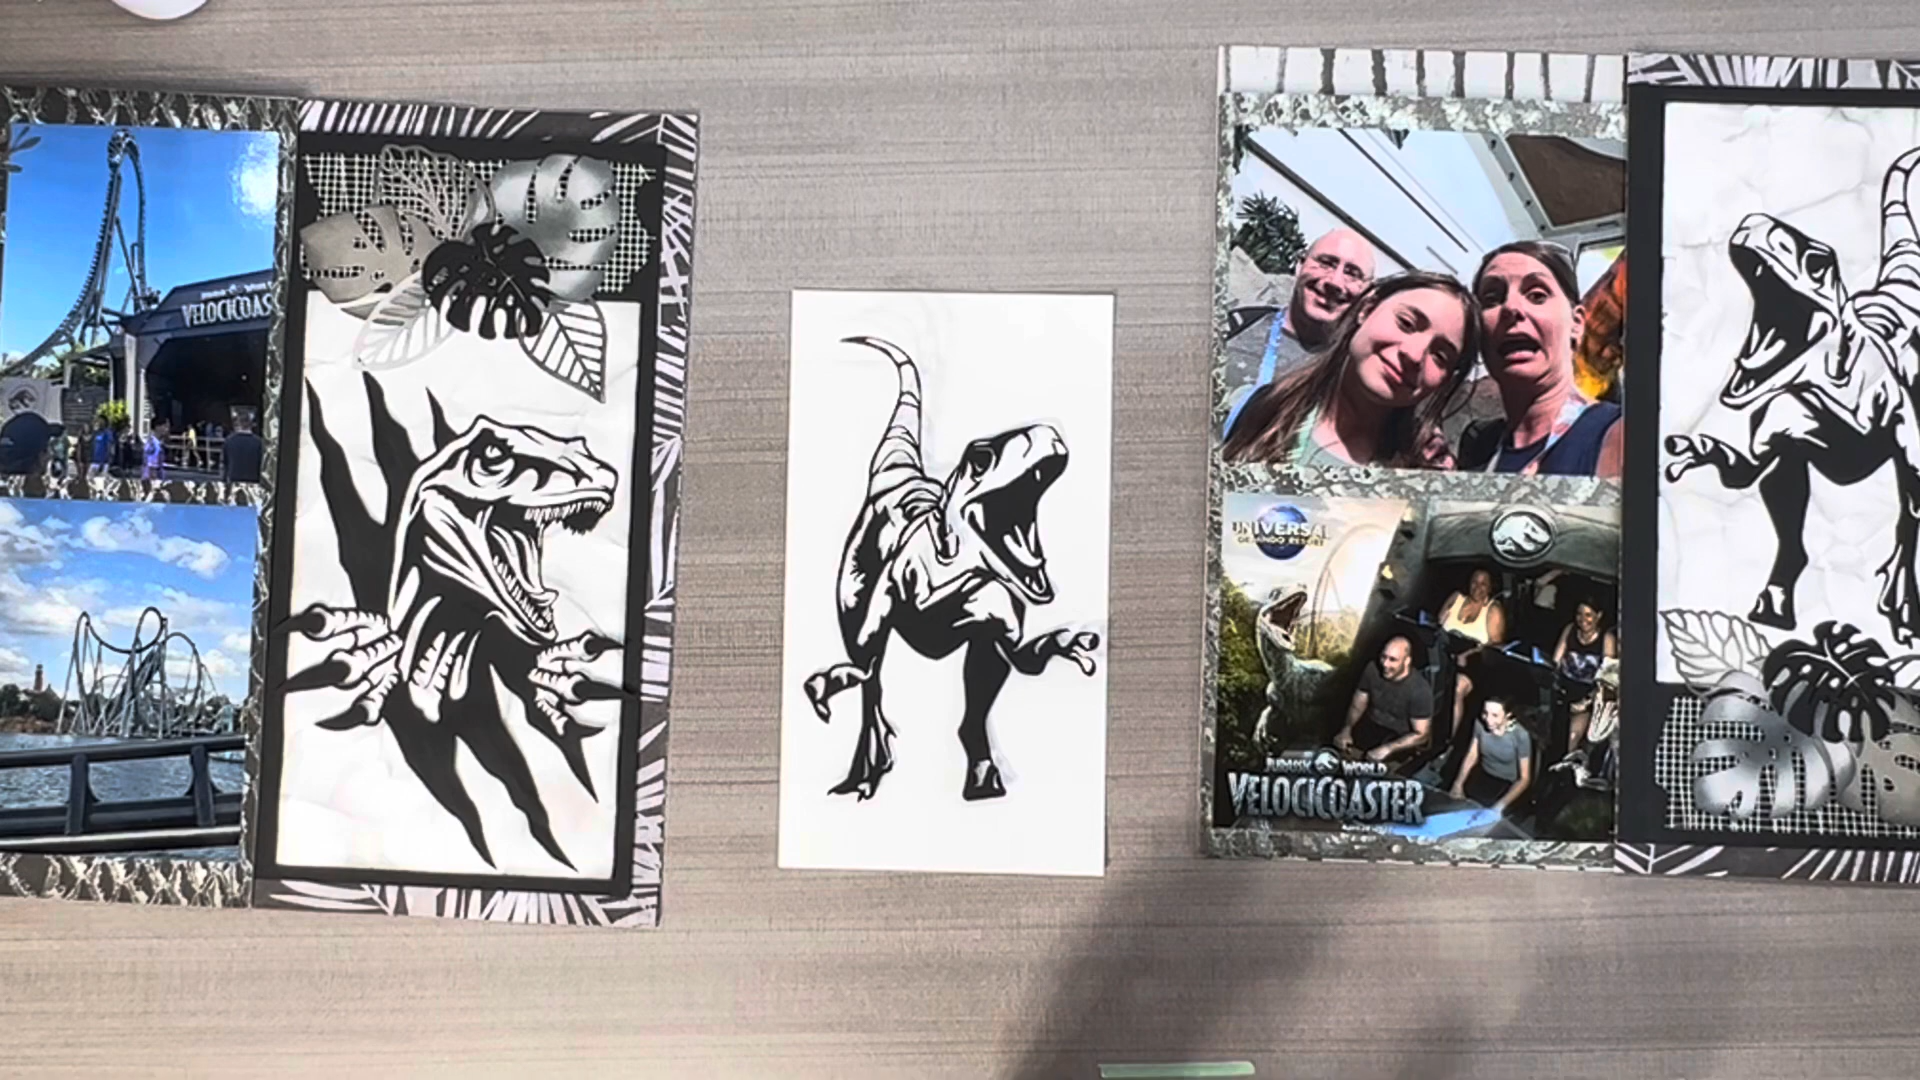 VELOCICOAS
UNIVERSAL
ORLANDO RESORT
JURASSIC WORLD
VELOCICOASTER